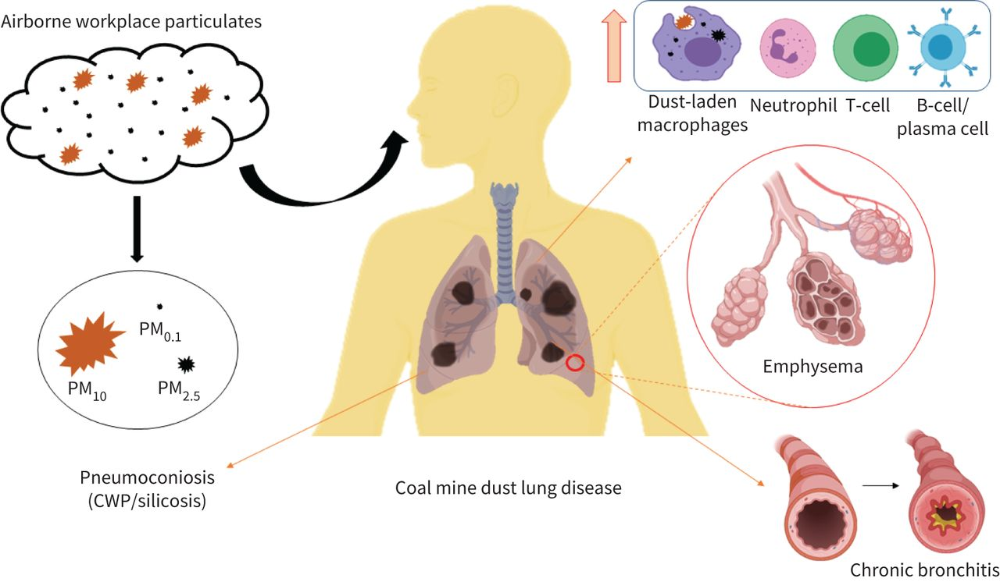 Airborne workplace particulates
Dust-laden
macrophages
Neutrophil
T-cell
B-cell/
plasma cell
PM0.1
PM10
PM2.5
Emphysema
Pneumoconiosis
(CWP/silicosis)
Coal mine dust lung disease
Chronic bronchitis